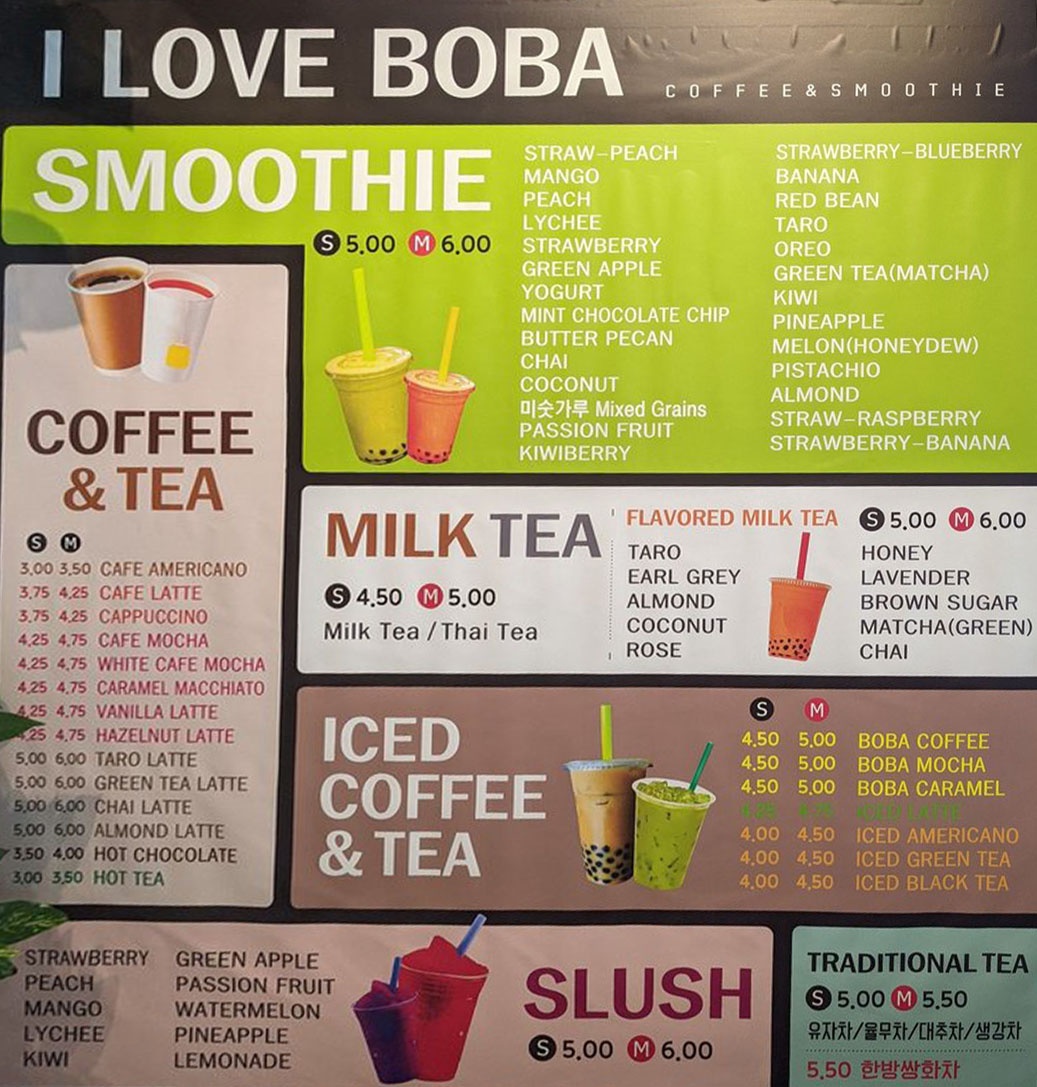 I LOVE BOBA
COFFEE&SMOOTHIE
SMOOTHIE
S 5.00 M 6.00
STRAW-PEACH
MANGO
PEACH
LYCHEE
STRAWBERRY
GREEN APPLE
YOGURT
MINT CHOCOLATE CHIP
BUTTER PECAN
CHAI
COCONUT
미숫가루 Mixed Grains
PASSION FRUIT
KIWIBERRY
STRAWBERRY-BLUEBERRY
BANANA
RED BEAN
TARO
OREO
GREEN TEA(MATCHA)
KIWI
PINEAPPLE
MELON(HONEYDEW)
PISTACHIO
ALMOND
STRAW-RASPBERRY
STRAWBERRY-BANANA
COFFEE
& TEA
S M
3,00 3,50 CAFE AMERICANO
3.75 4.25 CAFE LATTE
3.75 4.25 CAPPUCCINO
4.25 4.75 CAFE MOCHA
4.25 4.75 WHITE CAFE MOCHA
4.25 4.75 CARAMEL MACCHIATO
4.25 4.75 VANILLA LATTE
4.25 4.75 HAZELNUT LATTE
5,00 6,00 TARO LATTE
5,00 6,00 GREEN TEA LATTE
5,00 6,00 CHAI LATTE
5,00 6,00 ALMOND LATTE
3,50 4,00 HOT CHOCOLATE
3,00 3,50 HOT TEA
MILK TEA
S 4.50 M 5.00
Milk Tea / Thai Tea
FLAVORED MILK TEA
S 5.00 M 6.00
TARO
EARL GREY
ALMOND
COCONUT
ROSE
HONEY
LAVENDER
BROWN SUGAR
MATCHA(GREEN)
CHAI
ICED
COFFEE
& TEA
S M
4.50 5.00 BOBA COFFEE
4.50 5.00 BOBA MOCHA
4.50 5.00 BOBA CARAMEL
4.25 4.75 ICED LATTE
4.00 4.50 ICED AMERICANO
4.00 4.50 ICED GREEN TEA
4.00 4.50 ICED BLACK TEA
STRAWBERRY
PEACH
MANGO
LYCHEE
KIWI
GREEN APPLE
PASSION FRUIT
WATERMELON
PINEAPPLE
LEMONADE
SLUSH
S 5.00 M 6.00
TRADITIONAL TEA
S 5.00 M 5.50
유자차/율무차/대추차/생강차
5.50 한방쌍화차